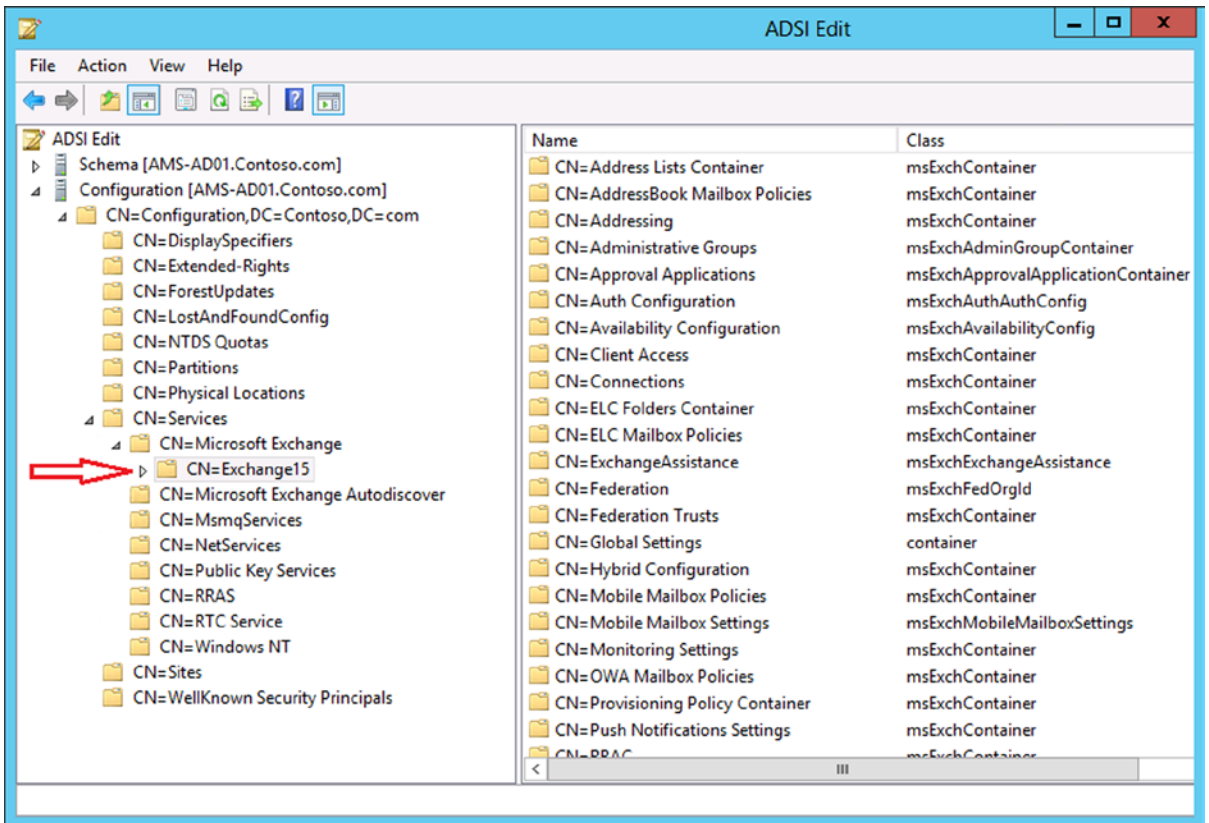 ADSI Edit
File Action View Help
ADSI Edit
Schema [AMS-AD01.Contoso.com]
Configuration [AMS-AD01.Contoso.com]
CN=Configuration,DC=Contoso,DC=com
CN=DisplaySpecifiers
CN=Extended-Rights
CN=ForestUpdates
CN=LostAndFoundConfig
CN=NTDS Quotas
CN=Partitions
CN=Physical Locations
CN=Services
CN=Microsoft Exchange
CN=Exchange15
CN=Microsoft Exchange Autodiscover
CN=MsmqServices
CN=NetServices
CN=Public Key Services
CN=RRAS
CN=RTC Service
CN=Windows NT
CN=Sites
CN=WellKnown Security Principals
Name Class
CN=Address Lists Container msExchContainer
CN=AddressBook Mailbox Policies msExchContainer
CN=Addressing msExchContainer
CN=Administrative Groups msExchAdminGroupContainer
CN=Approval Applications msExchApprovalApplicationContainer
CN=Auth Configuration msExchAuthAuthConfig
CN=Availability Configuration msExchAvailabilityConfig
CN=Client Access msExchContainer
CN=Connections msExchContainer
CN=ELC Folders Container msExchContainer
CN=ELC Mailbox Policies msExchContainer
CN=ExchangeAssistance msExchExchangeAssistance
CN=Federation msExchFedOrgId
CN=Federation Trusts msExchContainer
CN=Global Settings container
CN=Hybrid Configuration msExchContainer
CN=Mobile Mailbox Policies msExchContainer
CN=Mobile Mailbox Settings msExchMobileMailboxSettings
CN=Monitoring Settings msExchContainer
CN=OWA Mailbox Policies msExchContainer
CN=Provisioning Policy Container msExchContainer
CN=Push Notifications Settings msExchContainer
msExchContainer